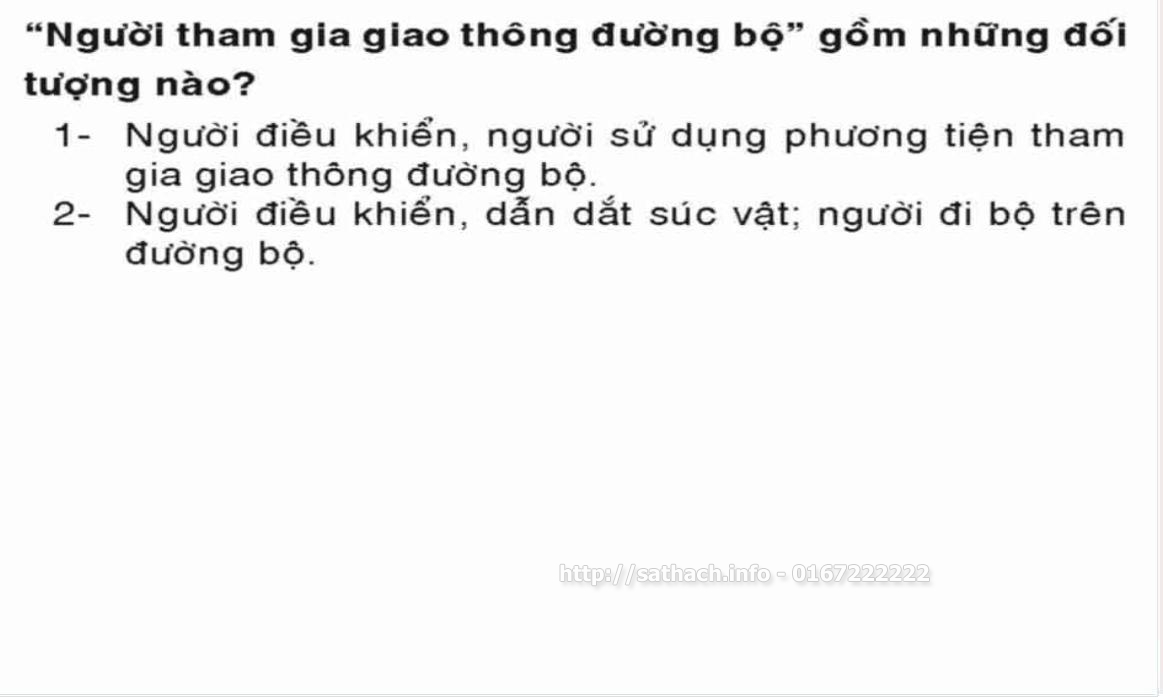 “Người tham gia giao thông đường bộ” gồm những đối
tượng nào?
1- Người điều khiển, người sử dụng phương tiện tham
gia giao thông đường bộ.
2- Người điều khiển, dẫn dắt súc vật; người đi bộ trên
đường bộ.
http://sathach.info - 0167222222